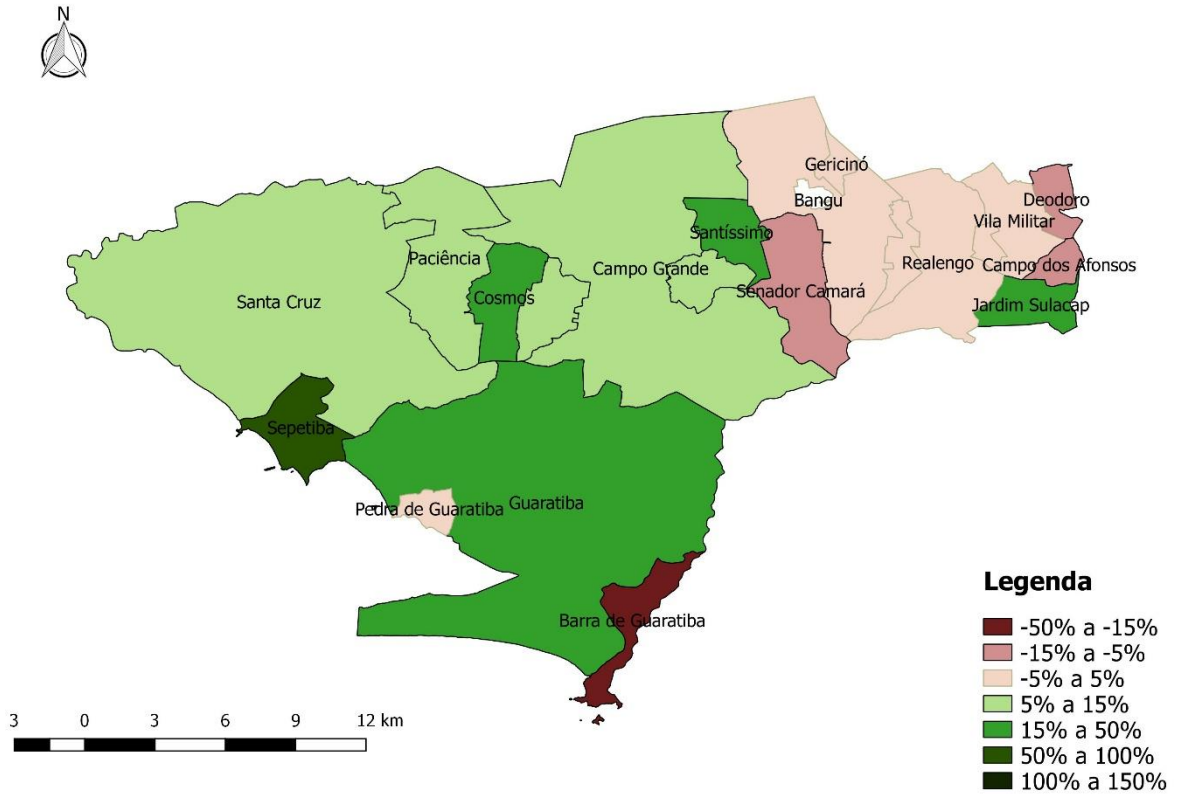 N
Gericinó
Bangu
Deodoro
Vila Militar
Santíssimo
Paciência
Campo Grande
Realengo
Campo dos Afonsos
Senador Camará
Santa Cruz
Cosmos
Jardim Sulacap
Sepetiba
Pedra de Guaratiba
Guaratiba
Barra de Guaratiba
Legenda
-50% a -15%
-15% a -5%
-5% a 5%
5% a 15%
15% a 50%
50% a 100%
100% a 150%
3 0 3 6 9 12 km